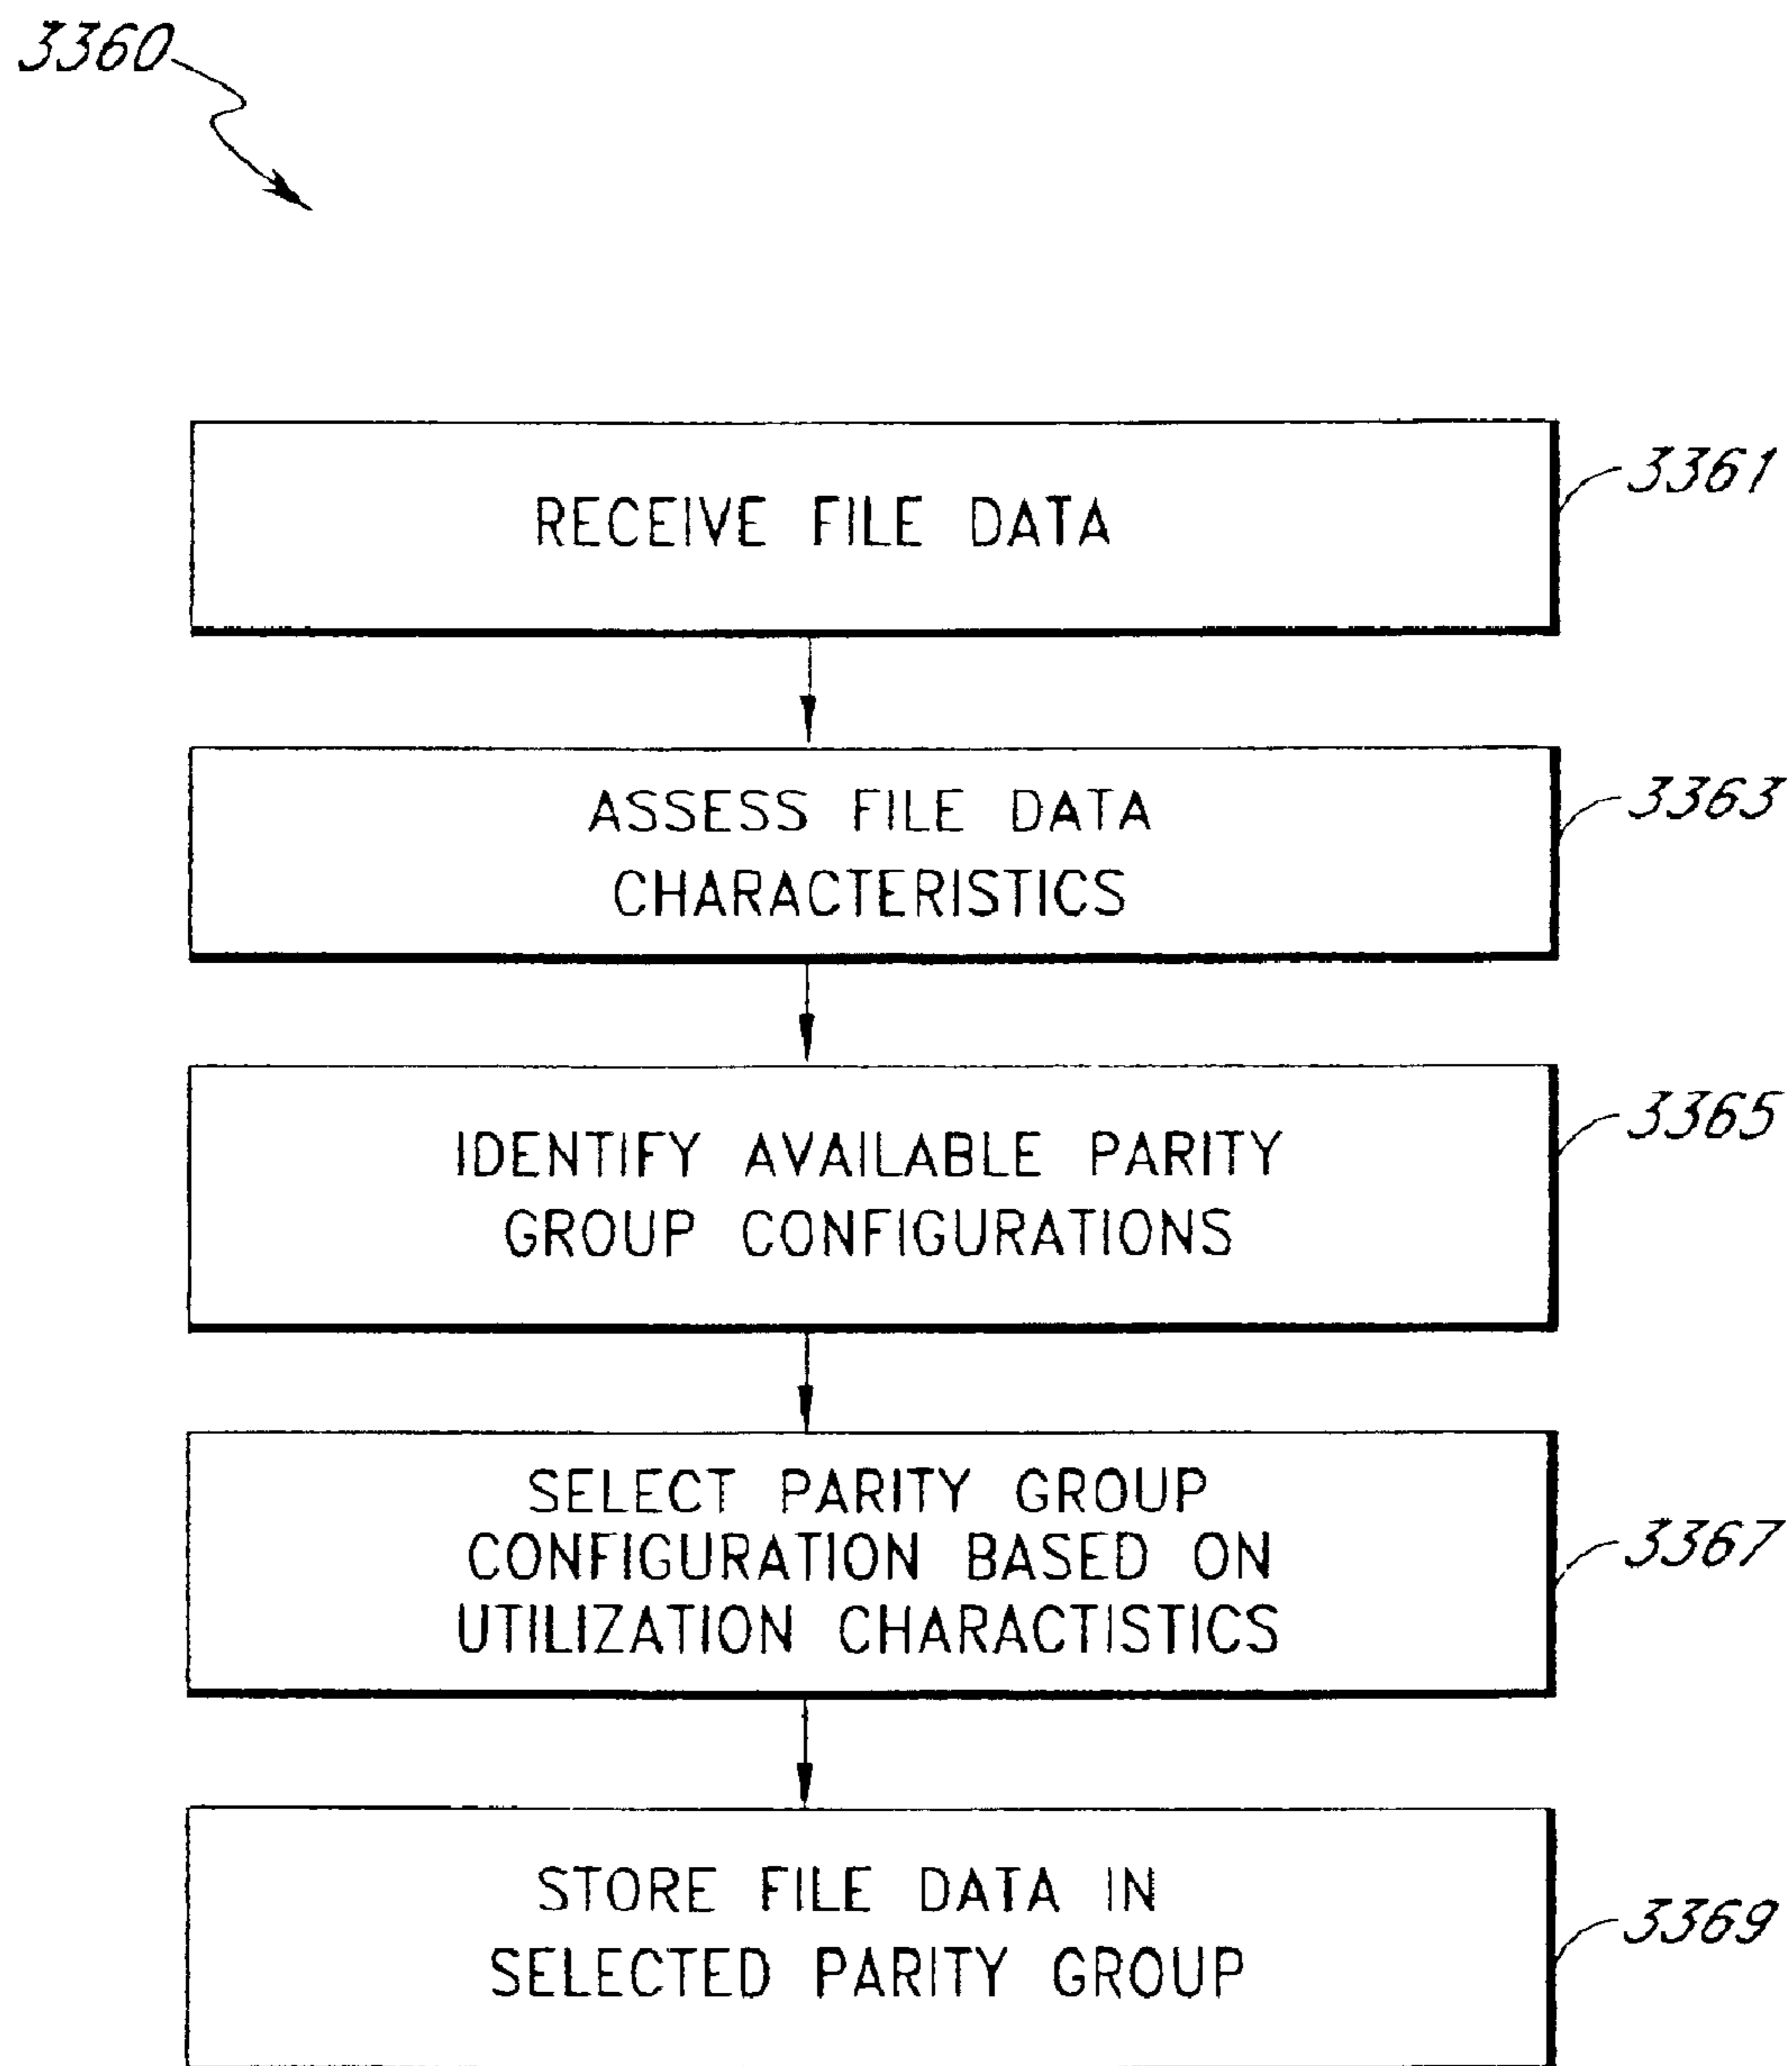 3360
RECEIVE FILE DATA
3361
ASSESS FILE DATA
CHARACTERISTICS
3363
IDENTIFY AVAILABLE PARITY
GROUP CONFIGURATIONS
3365
SELECT PARITY GROUP
CONFIGURATION BASED ON
UTILIZATION CHARACTISTICS
3367
STORE FILE DATA IN
SELECTED PARITY GROUP
3369